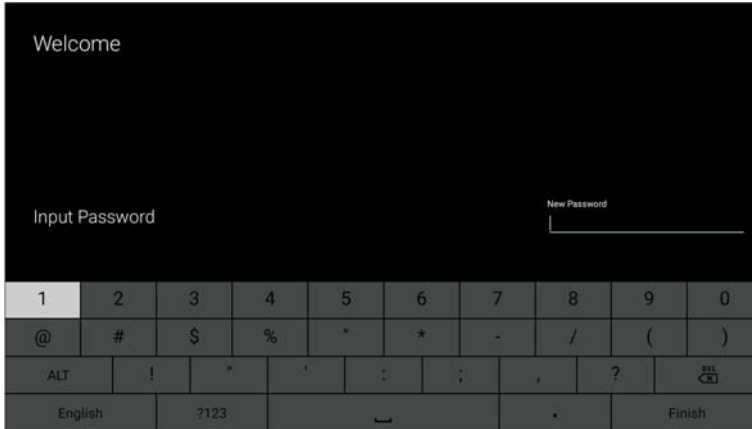 Welcome
Input Password
New Password
1 2 3 4 5 6 7 8 9 0
@ # $ % " * - / ( )
ALT ! " ' : ; , ? DEL
English ?123 . Finish